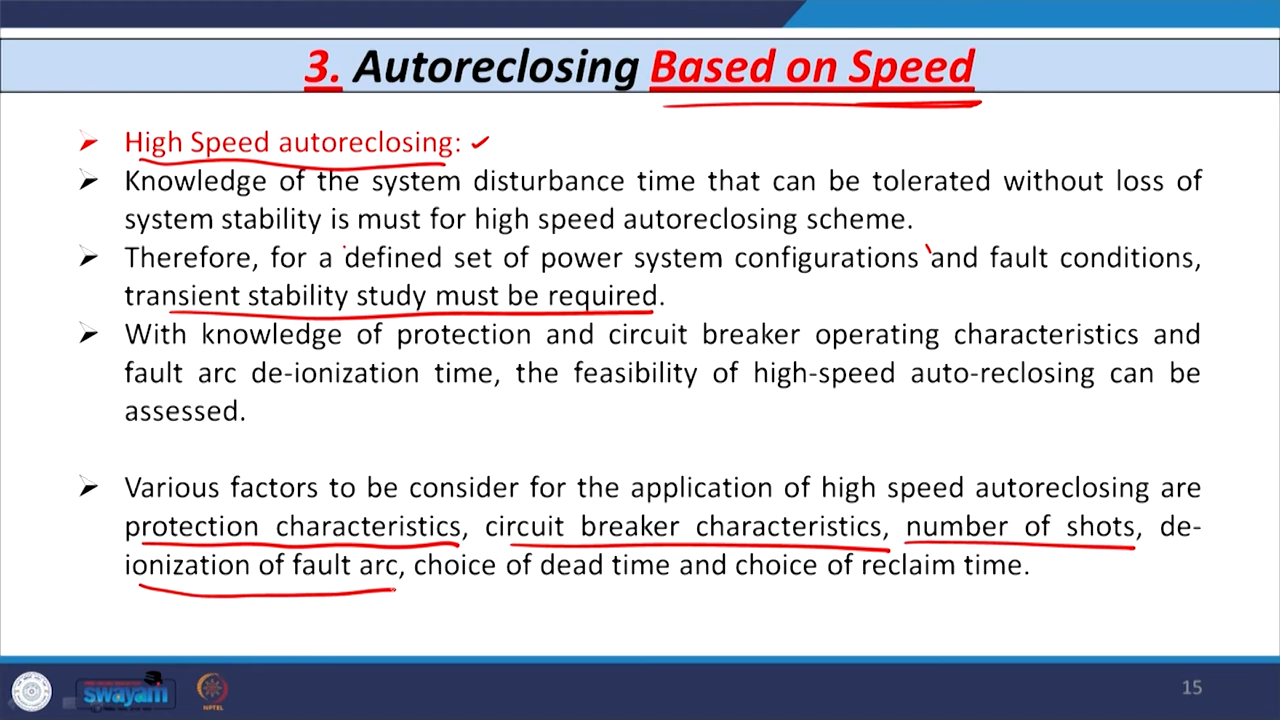 3. Autoreclosing Based on Speed
High Speed autoreclosing:
Knowledge of the system disturbance time that can be tolerated without loss of
system stability is must for high speed autoreclosing scheme.
Therefore, for a defined set of power system configurations and fault conditions,
transient stability study must be required.
With knowledge of protection and circuit breaker operating characteristics and
fault arc de-ionization time, the feasibility of high-speed auto-reclosing can be
assessed.
Various factors to be consider for the application of high speed autoreclosing are
protection characteristics, circuit breaker characteristics, number of shots, de-
ionization of fault arc, choice of dead time and choice of reclaim time.
swayam
NPTEL
15